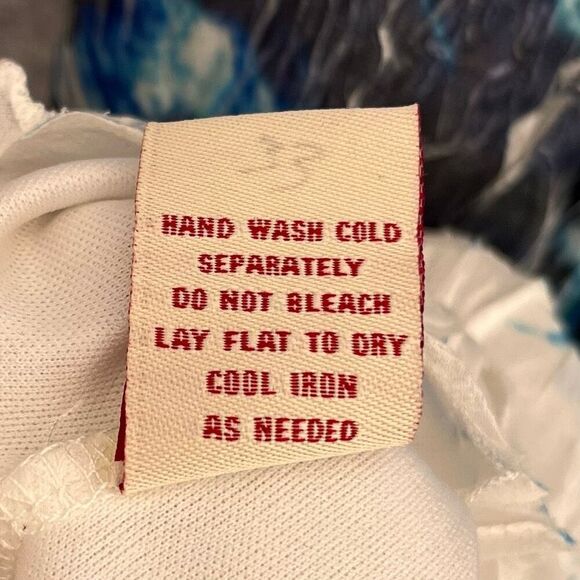 HAND WASH COLD
SEPARATELY
DO NOT BLEACH
LAY FLAT TO DRY
COOL IRON
AS NEEDED